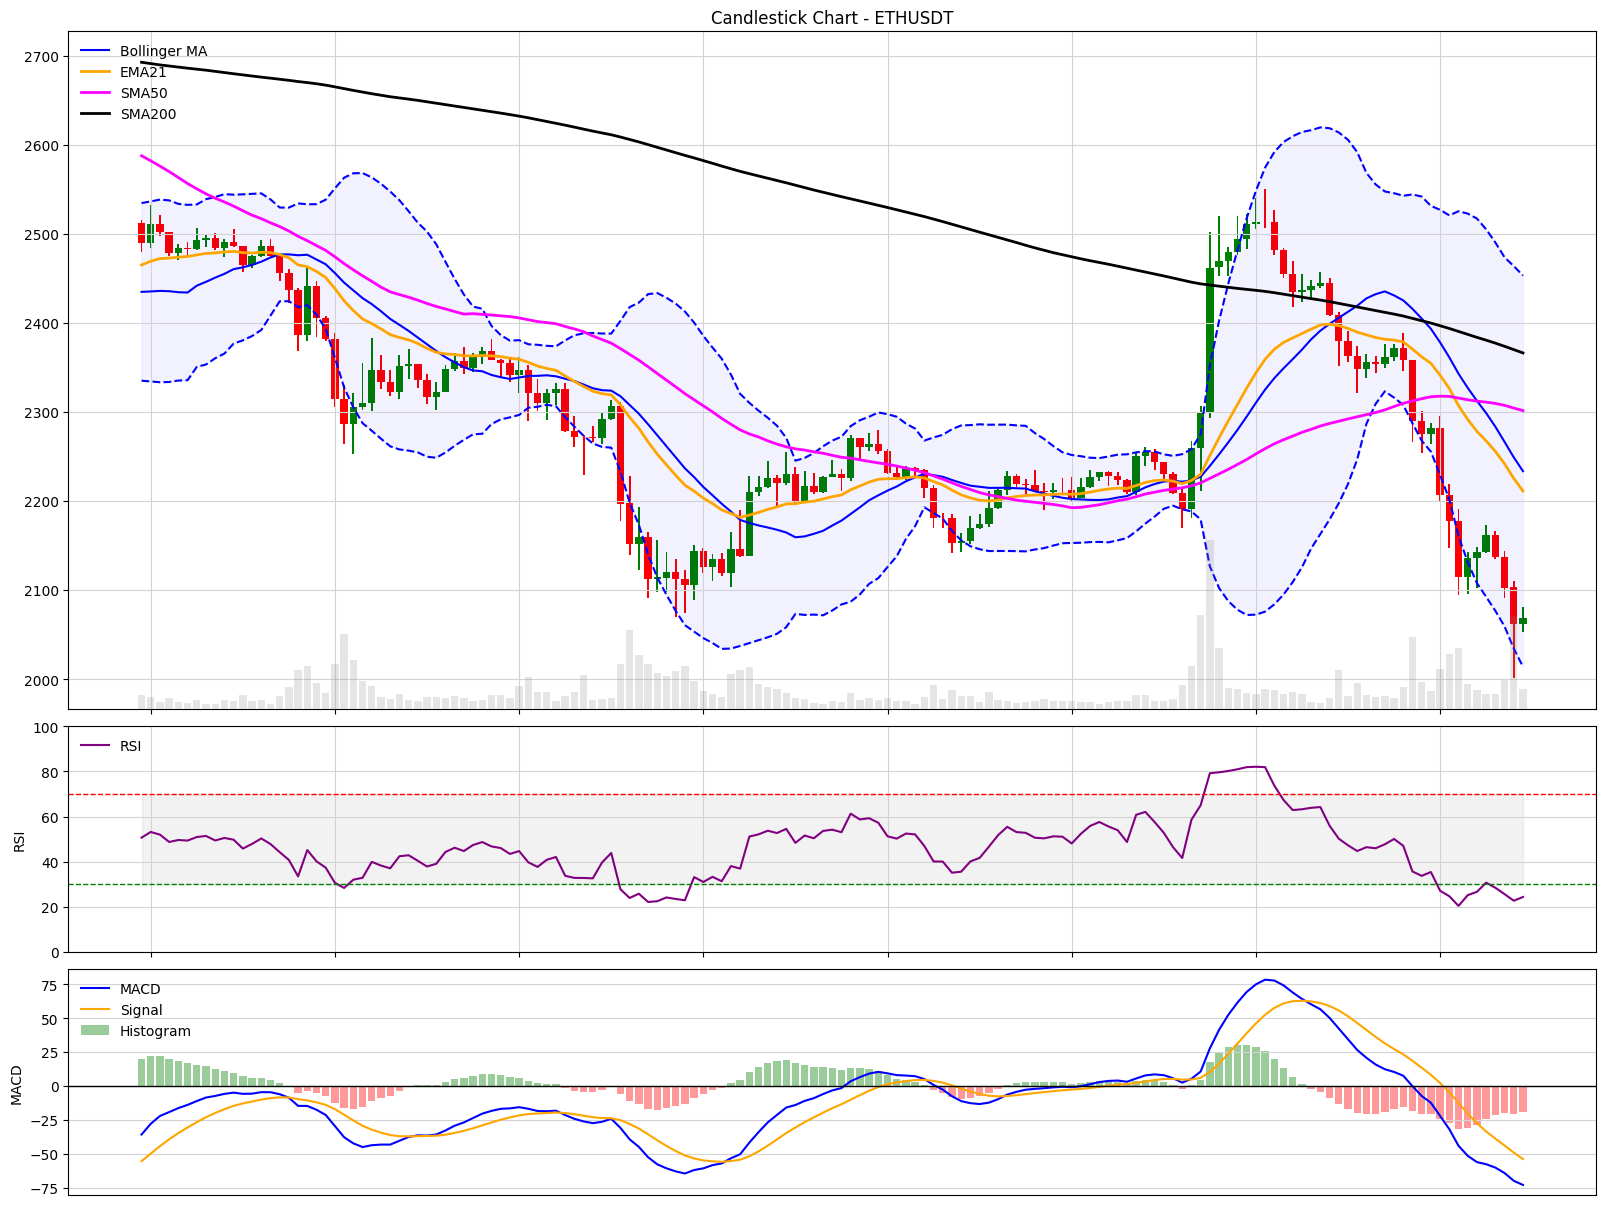 Candlestick Chart - ETHUSDT
Bollinger MA
EMA21
SMA50
SMA200
2700
2600
2500
2400
2300
2200
2100
2000
RSI
RSI
100
80
60
40
20
0
MACD
Signal
Histogram
MACD
75
50
25
0
−25
−50
−75